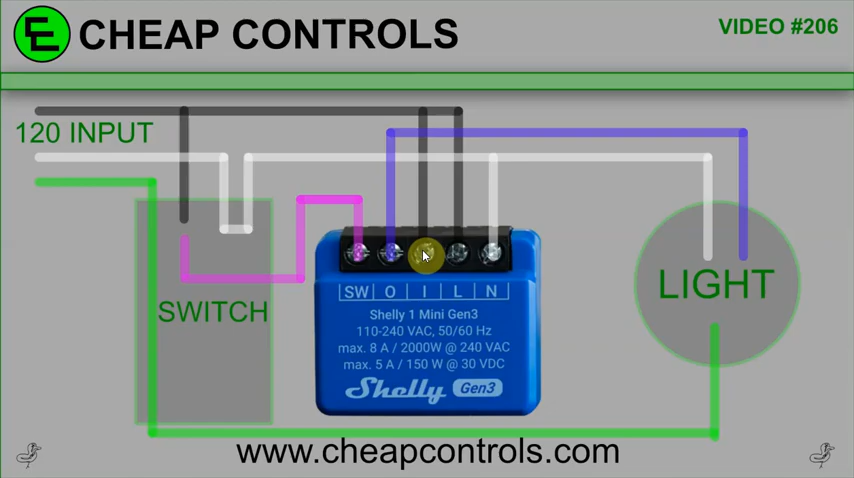 E CHEAP CONTROLS
VIDEO #206
120 INPUT
SWITCH
LIGHT
SW O I L N
Shelly 1 Mini Gen3
110-240 VAC, 50/60 Hz
max. 8 A / 2000W @ 240 VAC
max. 5 A / 150 W @ 30 VDC
Shelly Gen3
www.cheapcontrols.com